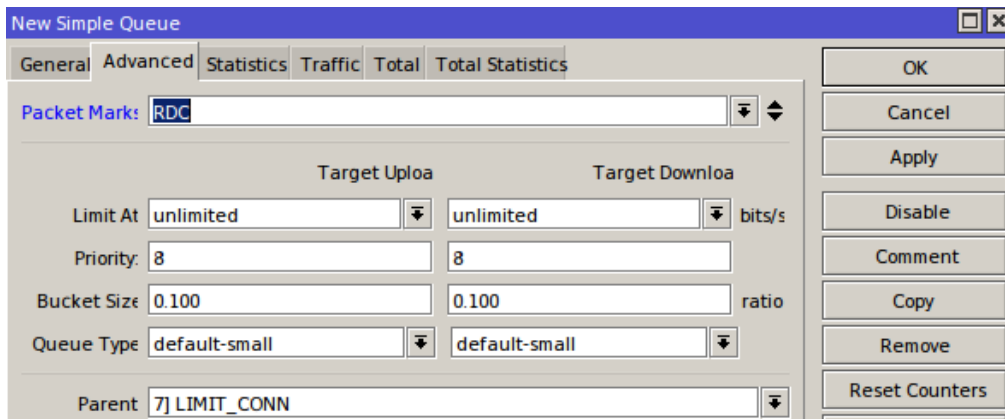 New Simple Queue
General Advanced Statistics Traffic Total Total Statistics
OK
Packet Marks RDC
Cancel
Apply
Target Uploa Target Downloa
Limit At unlimited unlimited bits/s
Disable
Priority: 8 8
Comment
Bucket Size 0.100 0.100 ratio
Copy
Queue Type default-small default-small
Remove
Parent 7] LIMIT_CONN
Reset Counters